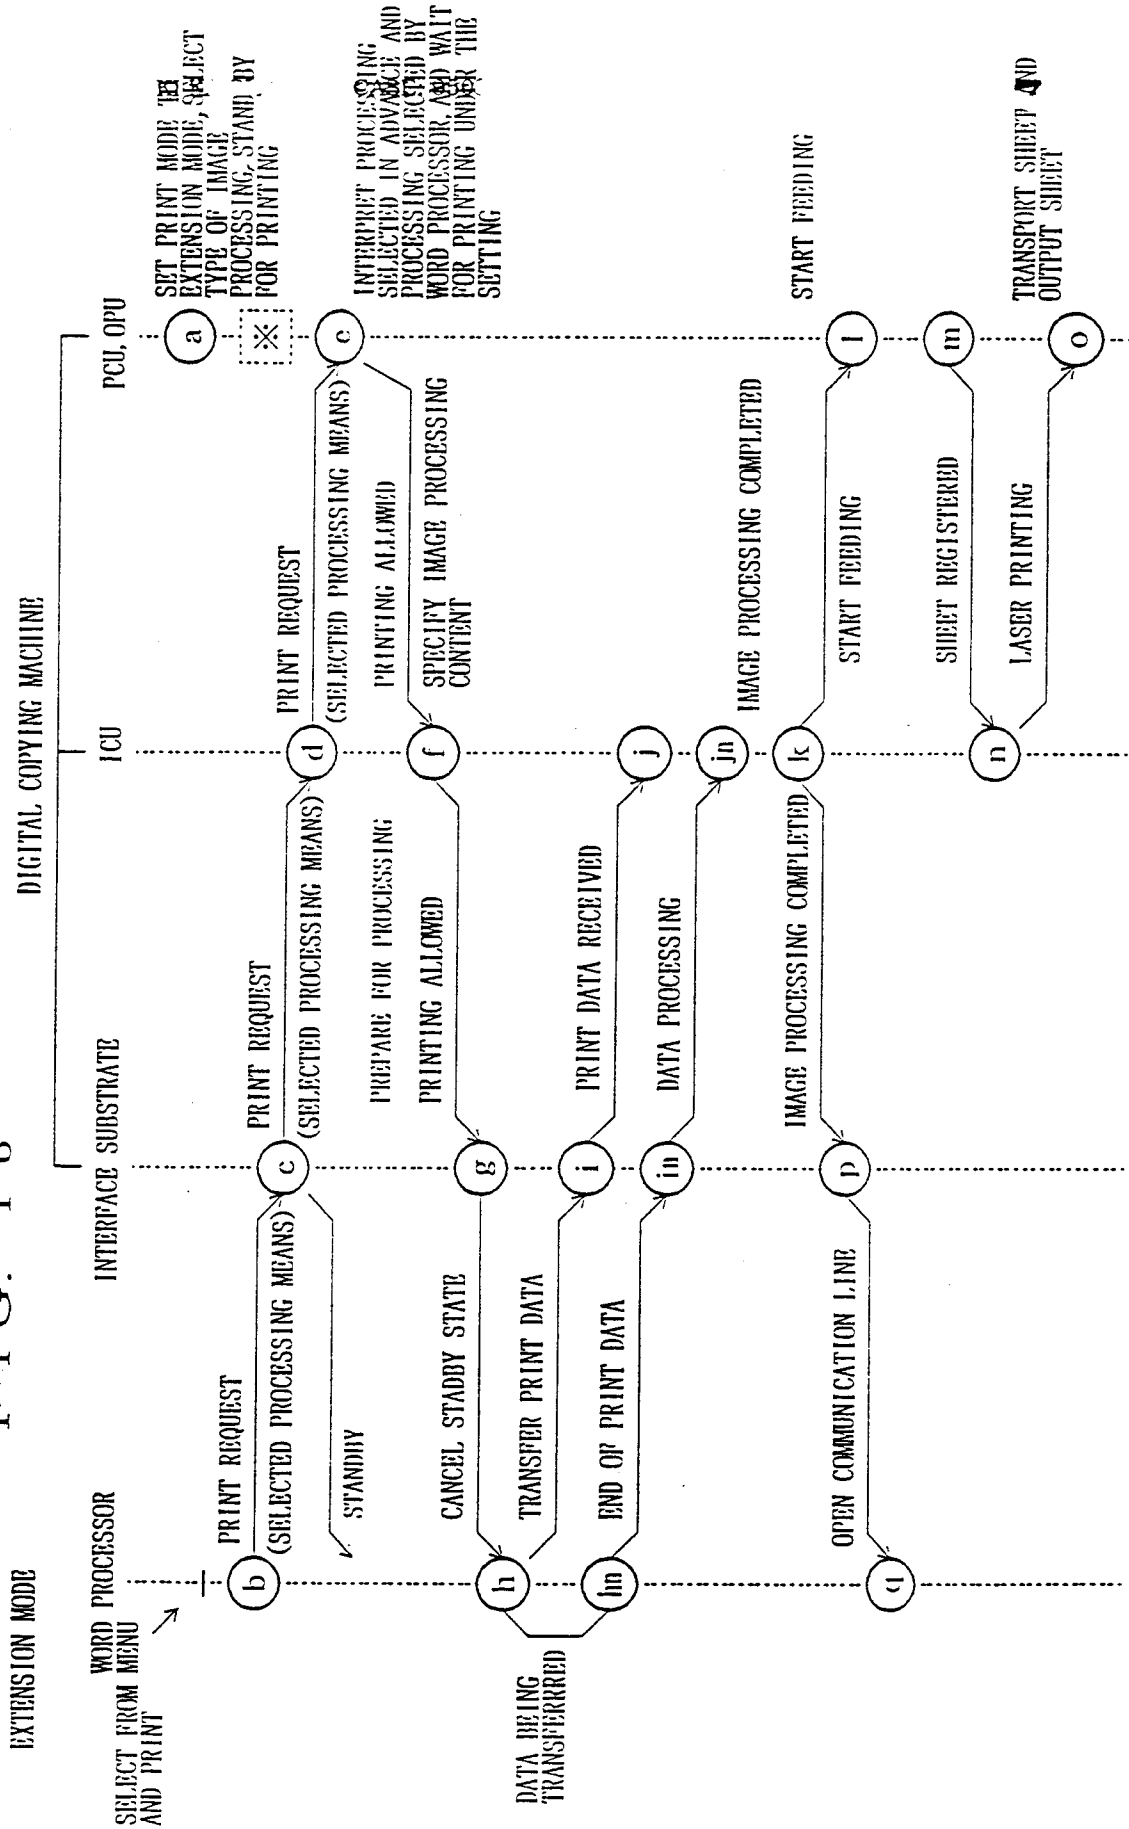 EXTENSION MODE
DIGITAL COPYING MACHINE
WORD PROCESSOR
INTERFACE SUBSTRATE
ICU
PCU, OPU
SELECT FROM MENU
AND PRINT
a
SET PRINT MODE
EXTENSION MODE, SELECT
TYPE OF IMAGE
PROCESSING, STAND BY
FOR PRINTING
※
b
PRINT REQUEST
(SELECTED PROCESSING MEANS)
c
PRINT REQUEST
(SELECTED PROCESSING MEANS)
d
PRINT REQUEST
(SELECTED PROCESSING MEANS)
INTERPRET PROCESSING
SELECTED IN ADVANCE AND
PROCESSING SELECTED BY
WORD PROCESSOR, AND WAIT
FOR PRINTING UNDER THE
SETTING
STANDBY
PREPARE FOR PROCESSING
PRINTING ALLOWED
f
PRINTING ALLOWED
SPECIFY IMAGE PROCESSING
CONTENT
CANCEL STADBY STATE
g
h
TRANSFER PRINT DATA
i
PRINT DATA RECEIVED
j
DATA BEING
TRANSFERRED
hn
END OF PRINT DATA
in
DATA PROCESSING
jn
IMAGE PROCESSING COMPLETED
k
IMAGE PROCESSING COMPLETED
START FEEDING
l
START FEEDING
p
OPEN COMMUNICATION LINE
q
m
SHEET REGISTERED
n
LASER PRINTING
o
TRANSPORT SHEET AND
OUTPUT SHEET